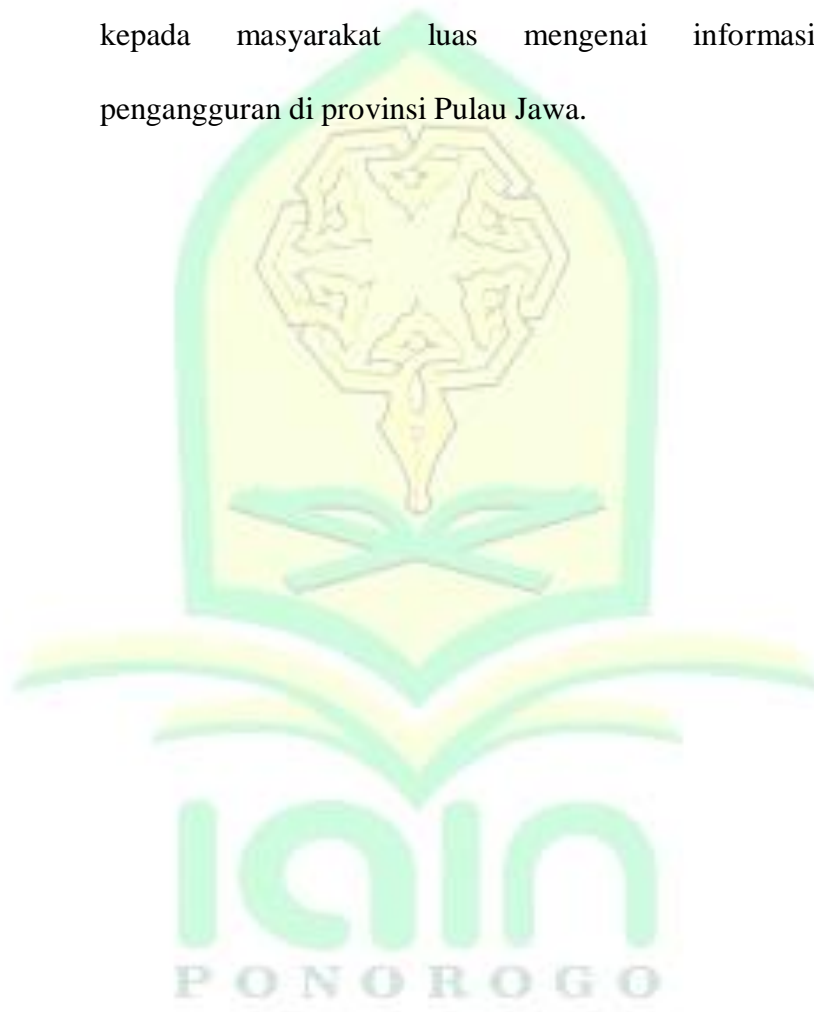 kepada masyarakat luas mengenai informasi
pengangguran di provinsi Pulau Jawa.
iain
PONOROGO